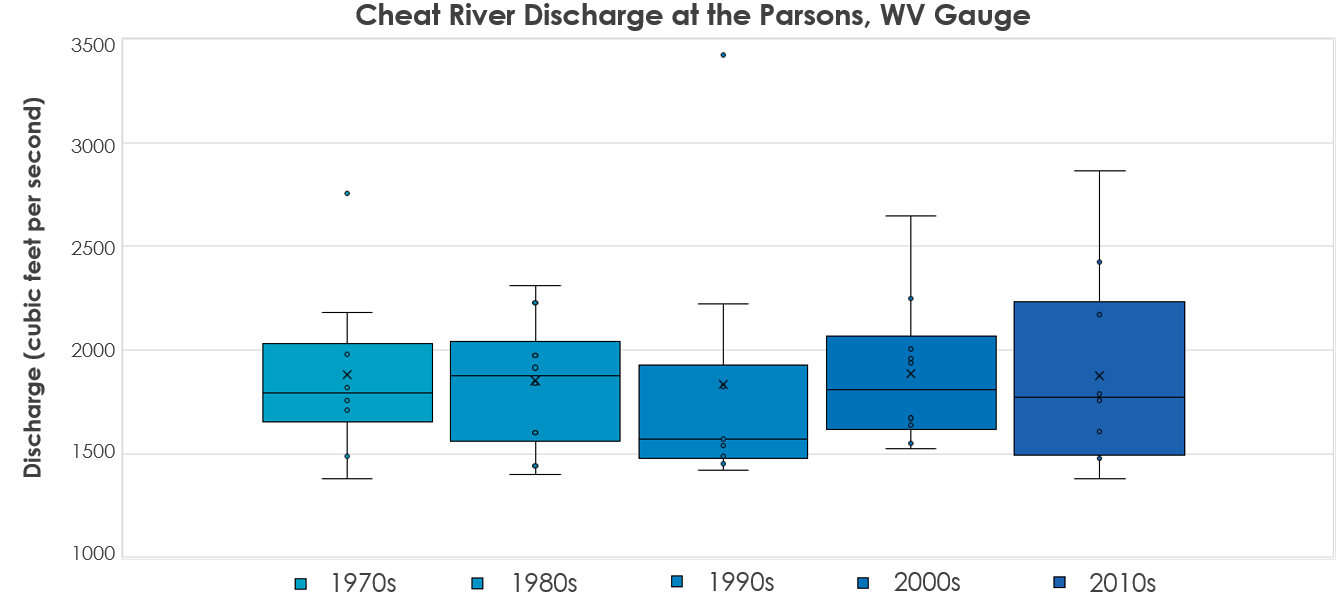 Cheat River Discharge at the Parsons, WV Gauge
Discharge (cubic feet per second)
3500
3000
2500
2000
1500
1000
1970s 1980s 1990s 2000s 2010s